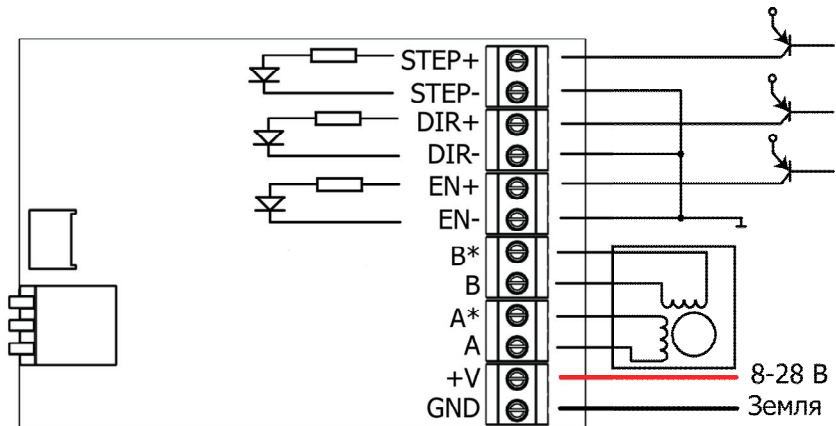 STEP+
STEP-
DIR+
DIR-
EN+
EN-
B*
B
A*
A
+V
8-28 В
GND
Земля